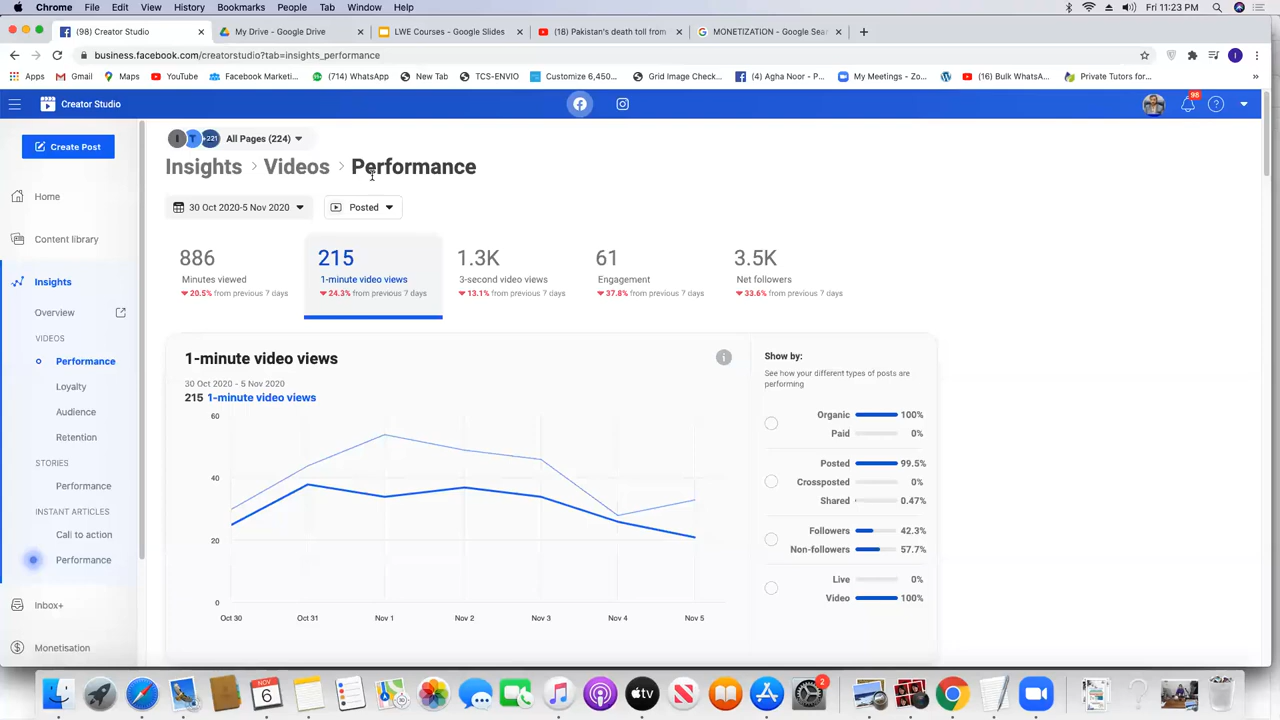 Chrome File Edit View History Bookmarks People Tab Window Help Fri 11:23 PM
(98) Creator Studio My Drive - Google Drive LWE Courses - Google Slides (18) Pakistan's death toll from MONETIZATION - Google Sea
business.facebook.com/creatorstudio?tab=insights_performance
Apps Gmail Maps YouTube Facebook Marketi... (714) WhatsApp New Tab TCS-ENVIO Customize 6,450... Grid Image Check... (4) Agha Noor - P... My Meetings - Zo... (16) Bulk WhatsA... Private Tutors for...
Creator Studio 98
Create Post
Home
Content library
Insights
Overview
VIDEOS
Performance
Loyalty
Audience
Retention
STORIES
Performance
INSTANT ARTICLES
Call to action
Performance
Inbox+
Monetisation
+221 All Pages (224)
Insights > Videos > Performance
30 Oct 2020-5 Nov 2020 Posted
886 215 1.3K 61 3.5K
Minutes viewed 1-minute video views 3-second video views Engagement Net followers
20.5% from previous 7 days 24.3% from previous 7 days 13.1% from previous 7 days 37.8% from previous 7 days 33.6% from previous 7 days
1-minute video views
30 Oct 2020 - 5 Nov 2020
215 1-minute video views
60
40
20
0
Oct 30 Oct 31 Nov 1 Nov 2 Nov 3 Nov 4 Nov 5
Show by:
See how your different types of posts are
performing
Organic 100%
Paid 0%
Posted 99.5%
Crossposted 0%
Shared 0.47%
Followers 42.3%
Non-followers 57.7%
Live 0%
Video 100%
NOV
6
tv
2